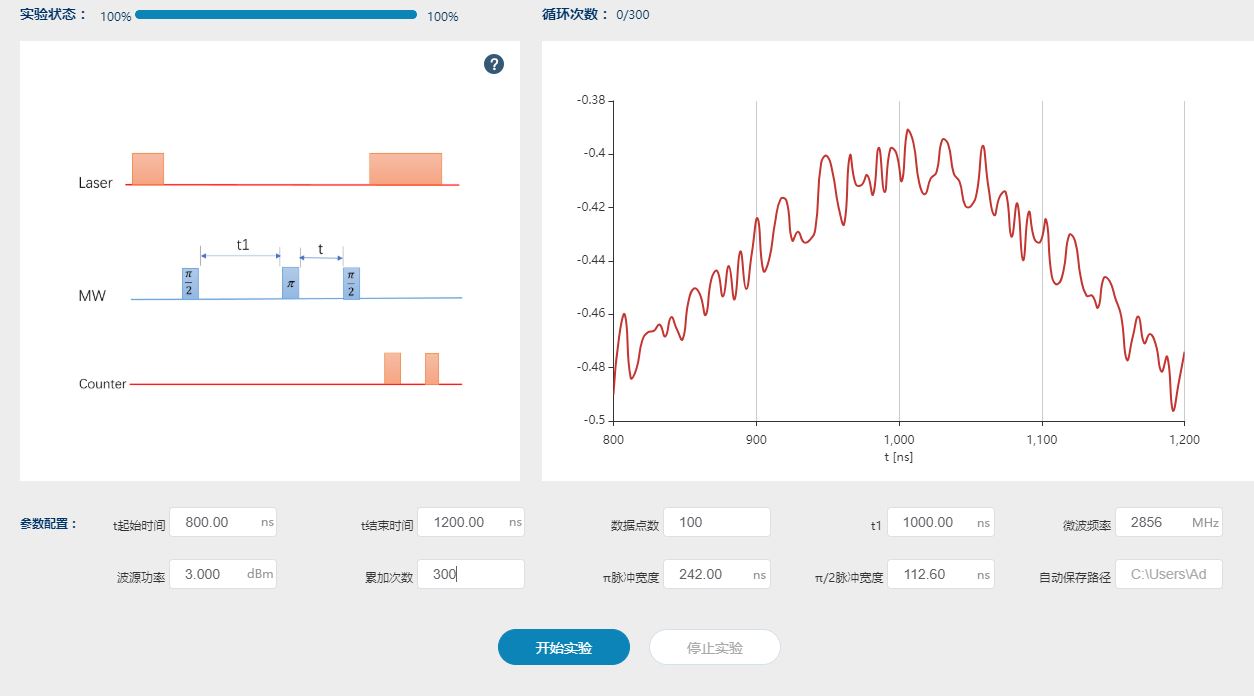 实验状态： 100% 100%
循环次数： 0/300
?
Laser
t1
t
π/2
π
π/2
MW
Counter
-0.38
-0.4
-0.42
-0.44
-0.46
-0.48
-0.5
800 900 1,000 1,100 1,200
t [ns]
参数配置： t起始时间 800.00 ns t结束时间 1200.00 ns 数据点数 100 t1 1000.00 ns 微波频率 2856 MHz
波源功率 3.000 dBm 累加次数 300 π脉冲宽度 242.00 ns π/2脉冲宽度 112.60 ns 自动保存路径 C:\Users\Ad
开始实验 停止实验